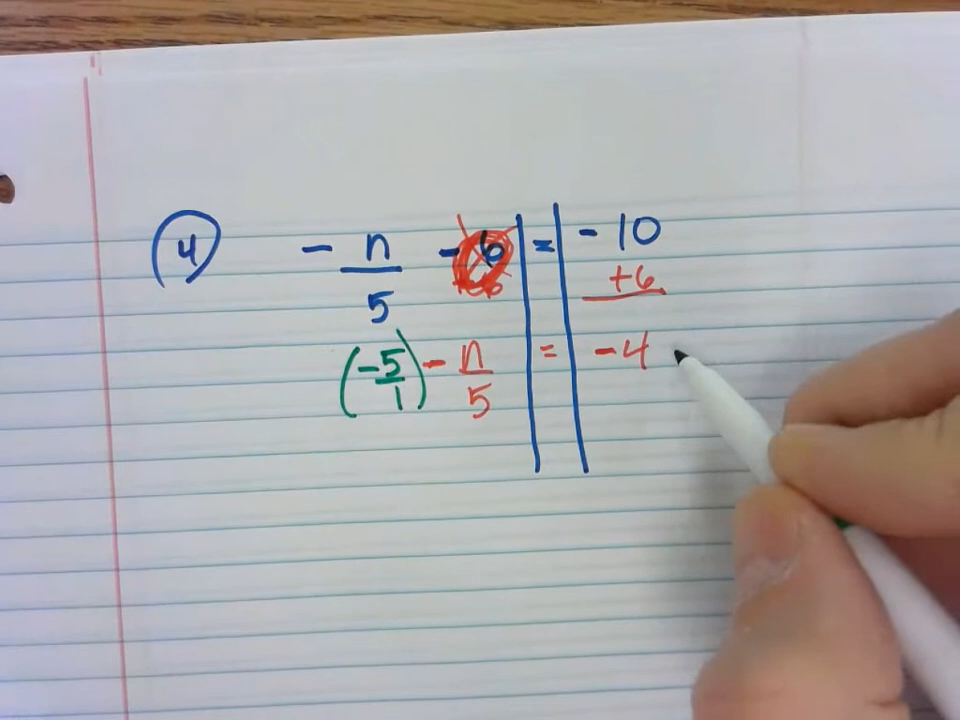 4 - n/5 - 6 = -10
+6 +6
(-5/1) - n/5 = -4